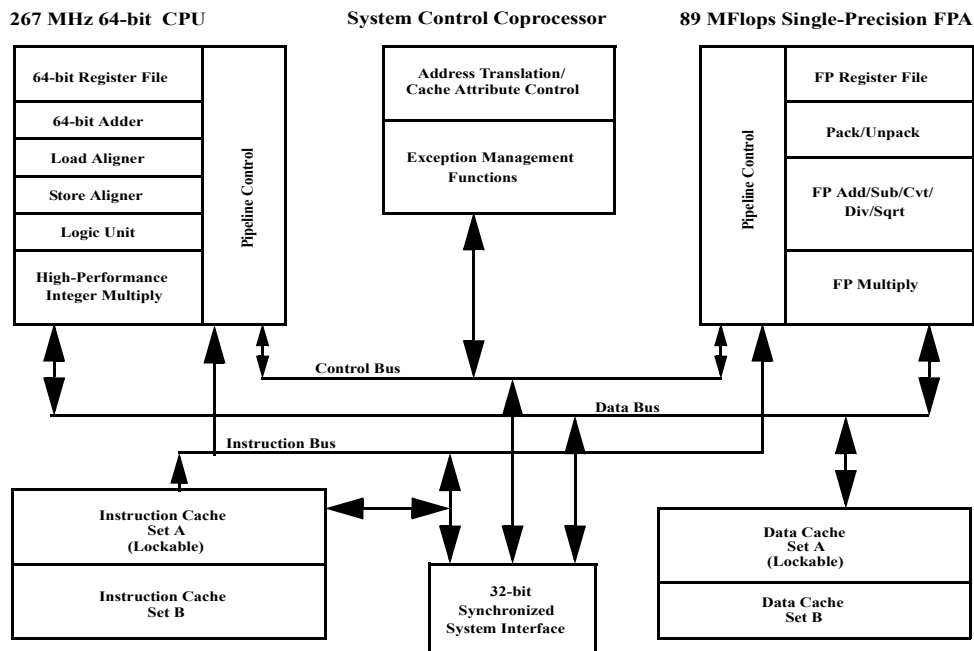 267 MHz 64-bit CPU
System Control Coprocessor
89 MFlops Single-Precision FPA
64-bit Register File
64-bit Adder
Load Aligner
Store Aligner
Logic Unit
High-Performance
Integer Multiply
Pipeline Control
Address Translation/
Cache Attribute Control
Exception Management
Functions
Pipeline Control
FP Register File
Pack/Unpack
FP Add/Sub/Cvt/
Div/Sqrt
FP Multiply
Control Bus
Data Bus
Instruction Bus
Instruction Cache
Set A
(Lockable)
Instruction Cache
Set B
32-bit
Synchronized
System Interface
Data Cache
Set A
(Lockable)
Data Cache
Set B